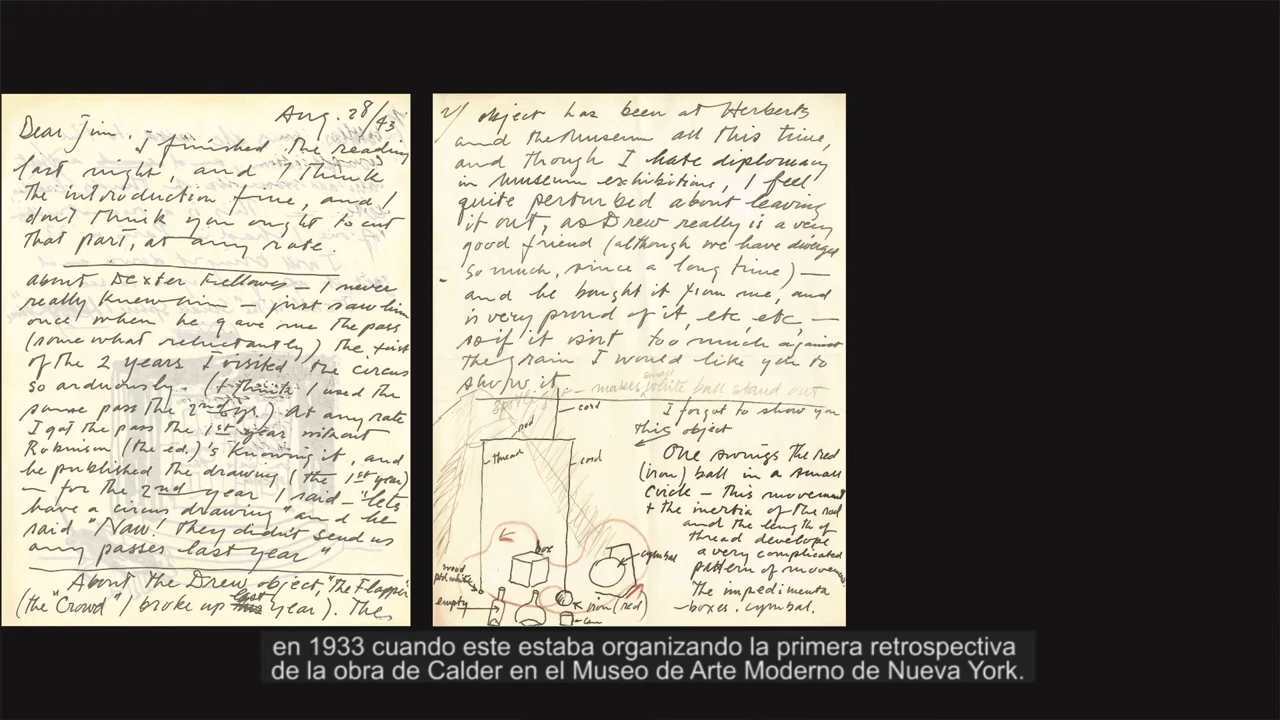 Aug. 28/43
Dear Jim. I finished the reading
last night, and I think
the introduction fine, and I
don't think you ought to cut
that part, at any rate.
about Dexter Fellows — I never
really knew him — just saw him
once, when he gave me the pass
(somewhat reluctantly) the first
of the 2 years I visited the circus
so arduously. (I think I used the
same pass the 2nd yr.) At any rate
I got the pass the 1st year without
Robinson (the ed.)'s knowing it, and
he published the drawing (the 1st year)
— for the 2nd year I said — "let's
have a circus drawing" and he
said "Naw! they didn't send us
any passes last year"
About the Drew object, "The Flapper"
(the "Crowd" I broke up last year). The
2/ object has been at Herberts
and the Museum all this time,
and though I hate diplomacy
in museum exhibitions, I feel
quite perturbed about leaving
it out, as Drew really is a very
good friend (although we have diverged
so much, since a long time) —
and he bought it from me, and
is very proud of it, etc, etc, —
so if it isn't too much against
the grain I would like you to
show it
spotlight — makes small white ball stand out
I forgot to show you
this object
cord
rod
thread
cord
box
cymbal
wood
ptd. white
empty
iron (red)
can
One swings the red
(iron) ball in a small
circle — this movement
+ the inertia of the rod
and the length of
thread develops
a very complicated
pattern of movement.
The impedimenta
— boxes, cymbal,
en 1933 cuando este estaba organizando la primera retrospectiva
de la obra de Calder en el Museo de Arte Moderno de Nueva York.